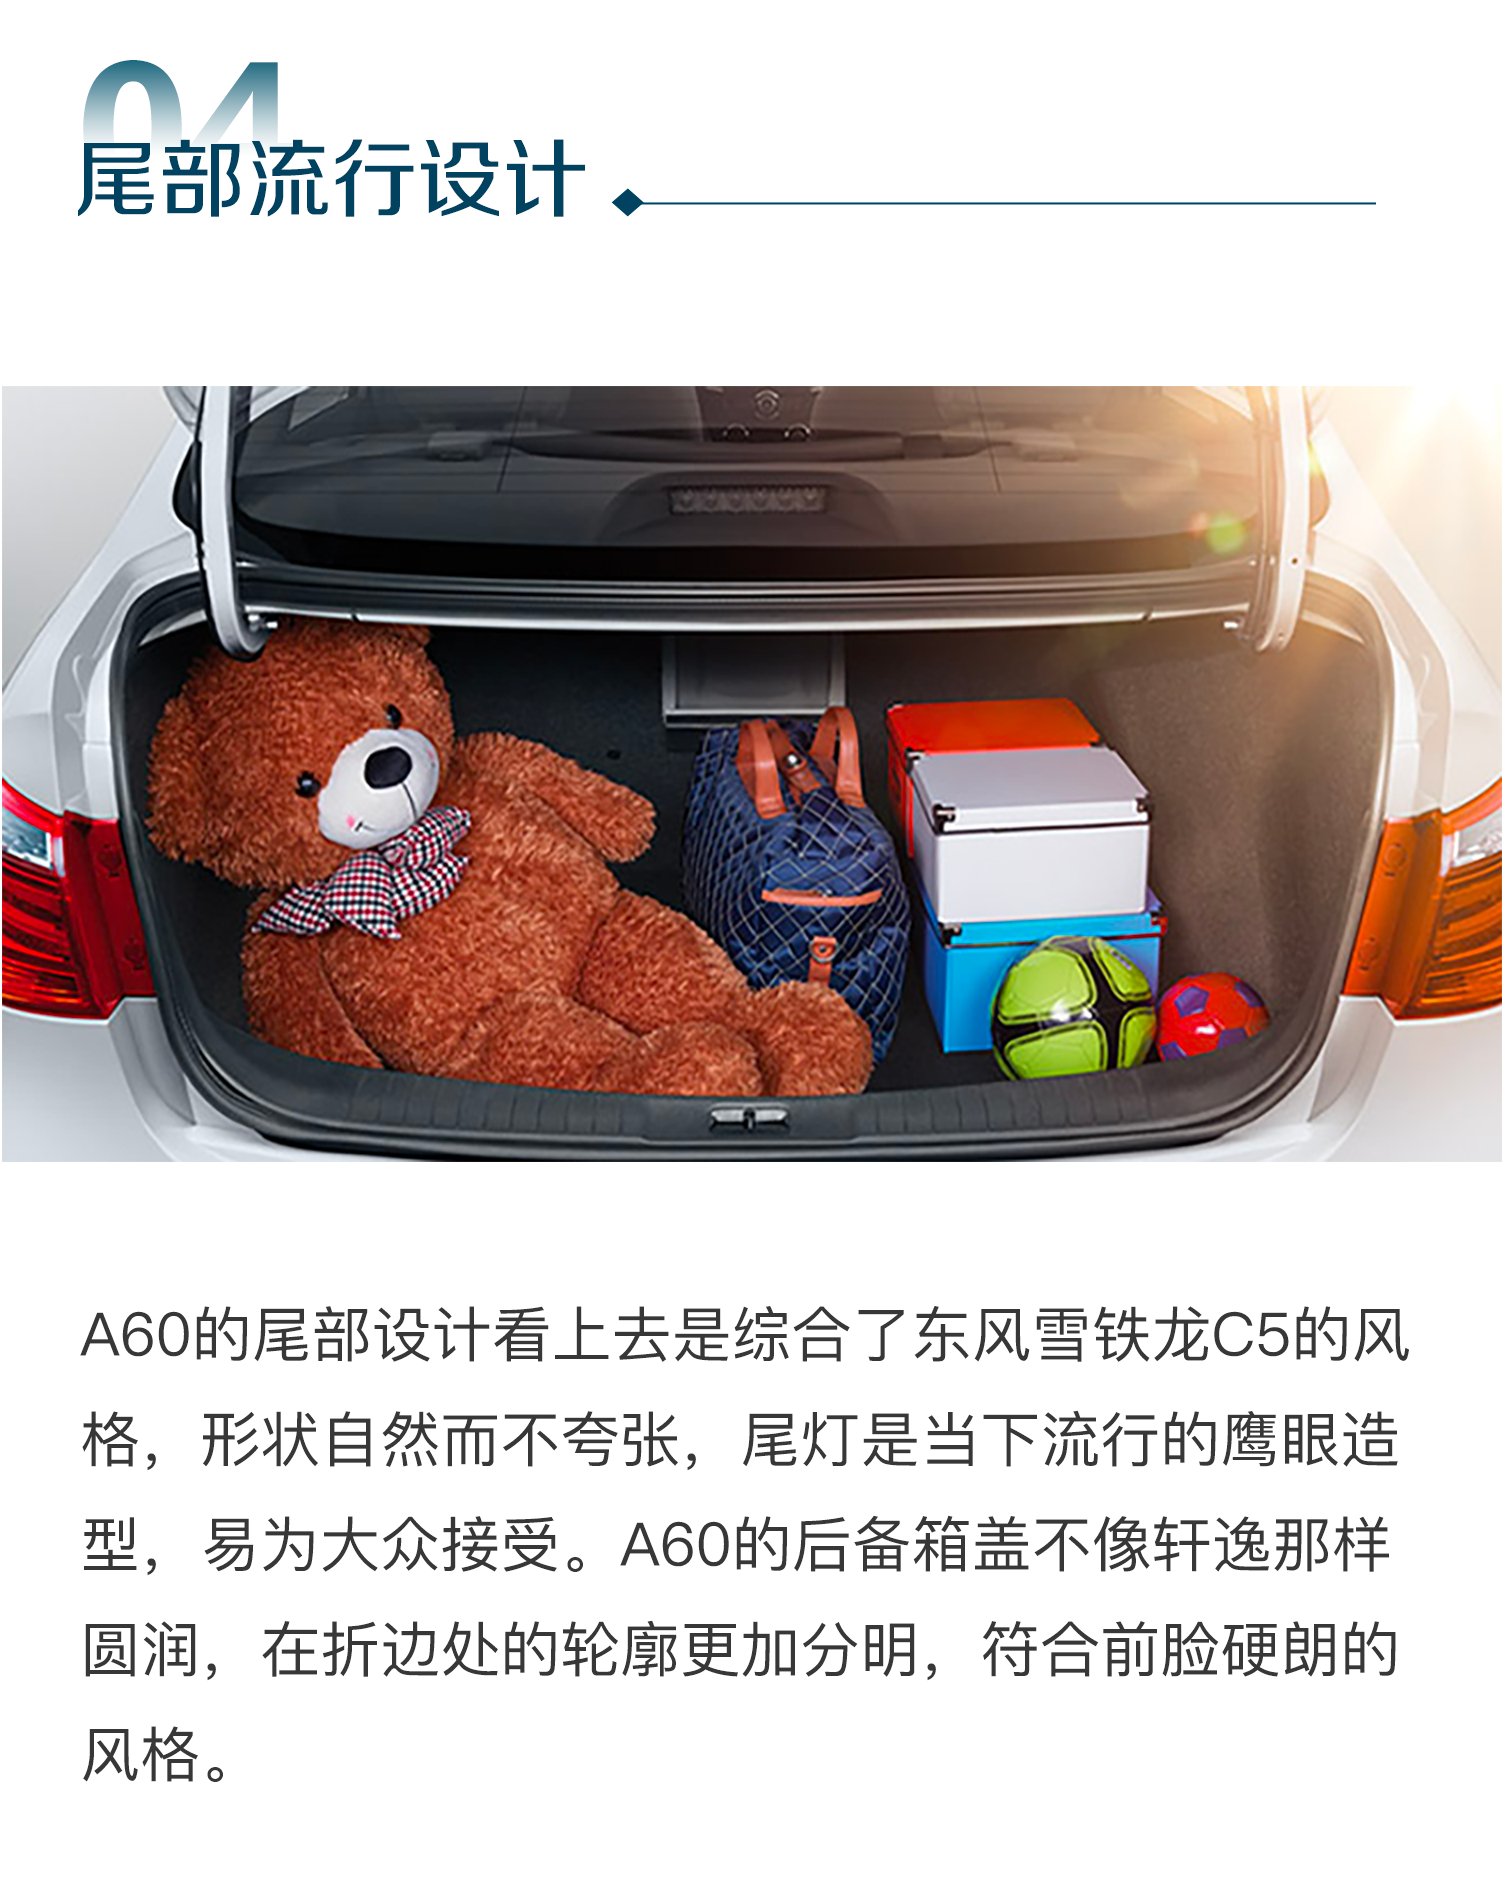 04
尾部流行设计
A60的尾部设计看上去是综合了东风雪铁龙C5的风
格，形状自然而不夸张，尾灯是当下流行的鹰眼造
型，易为大众接受。A60的后备箱盖不像轩逸那样
圆润，在折边处的轮廓更加分明，符合前脸硬朗的
风格。